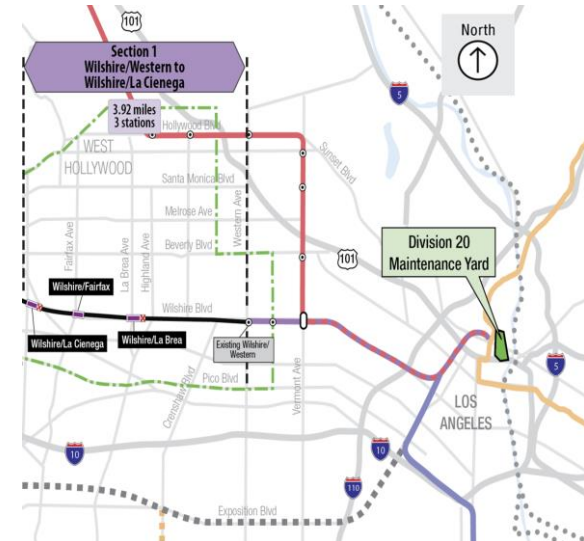 Section 1
Wilshire/Western to
Wilshire/La Cienega
3.92 miles
3 stations
101
North
5
Hollywood Blvd
WEST
HOLLYWOOD
Sunset Blvd
Santa Monica Blvd
Melrose Ave
Fairfax Ave
La Brea Ave
Highland Ave
Western Ave
Beverly Blvd
101
Division 20
Maintenance Yard
Wilshire/Fairfax
Wilshire Blvd
Wilshire/La Cienega
Wilshire/La Brea
Existing Wilshire/
Western
Pico Blvd
Crenshaw Blvd
Vermont Ave
5
LOS
ANGELES
10
10
110
Exposition Blvd